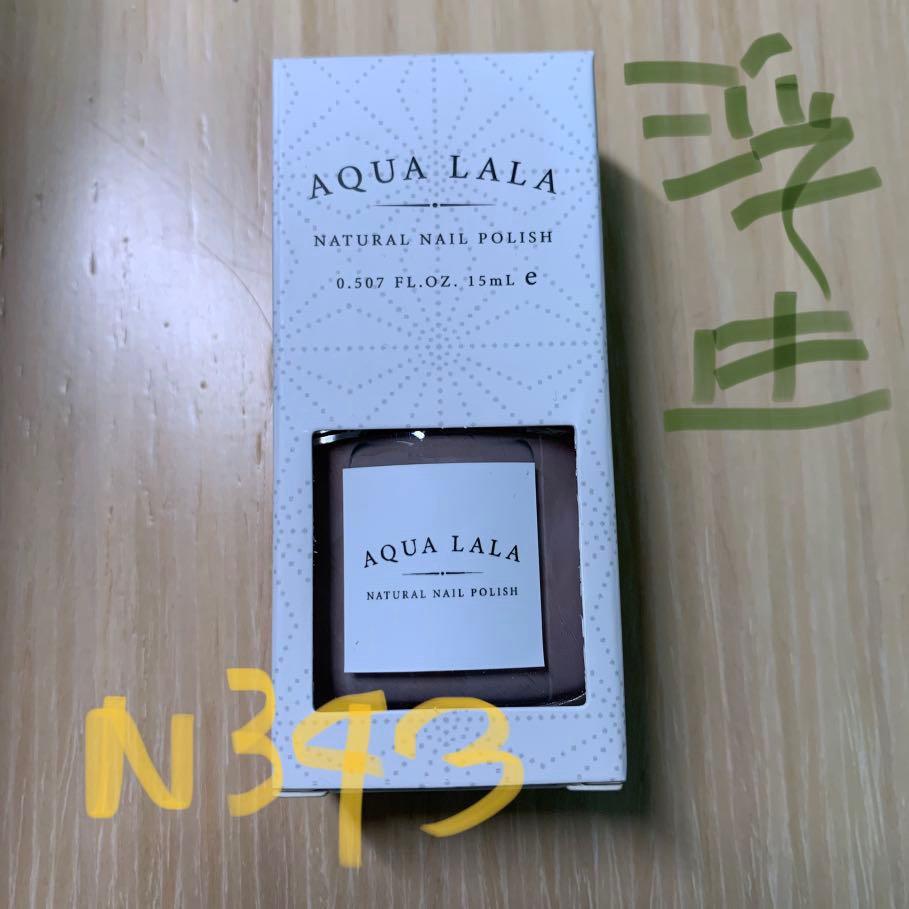 AQUA LALA
NATURAL NAIL POLISH
0.507 FL.OZ. 15mL e
浮生
AQUA LALA
NATURAL NAIL POLISH
N343